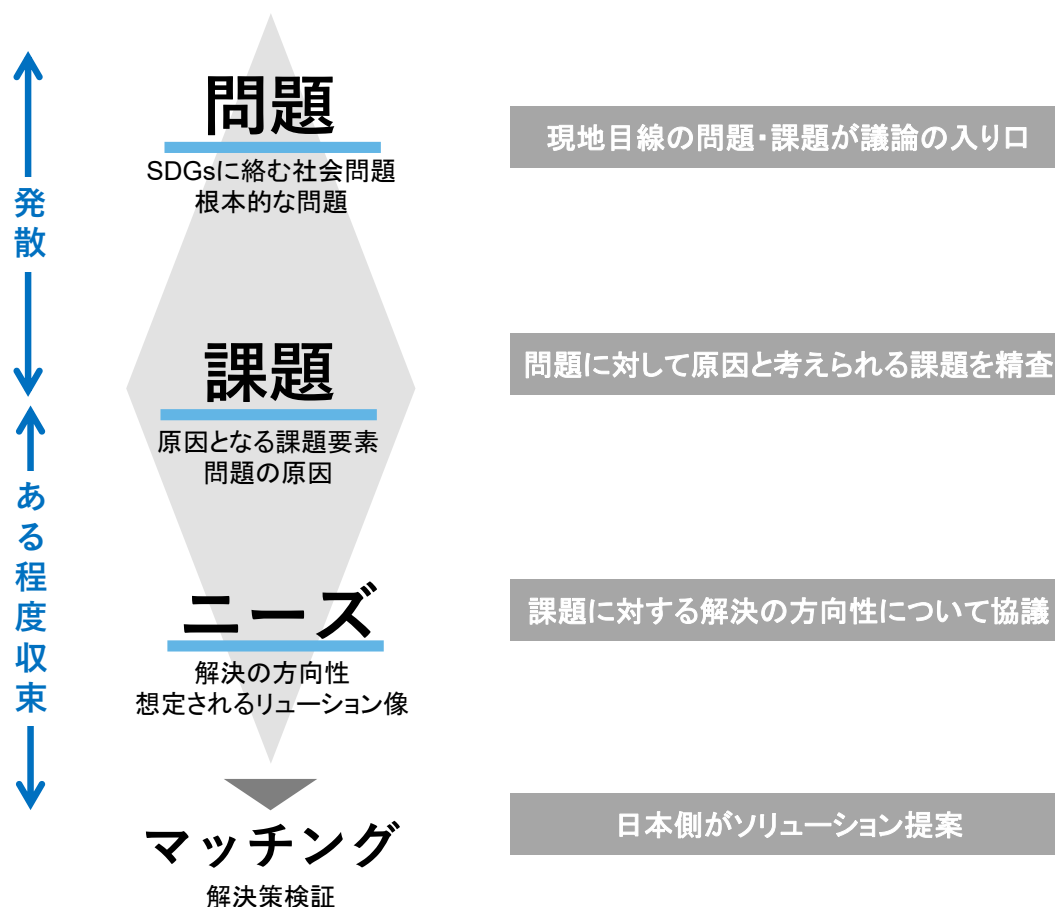 問題
SDGsに絡む社会問題
根本的な問題
現地目線の問題・課題が議論の入り口
発散
課題
原因となる課題要素
問題の原因
問題に対して原因と考えられる課題を精査
ある程度収束
ニーズ
解決の方向性
想定されるリューション像
課題に対する解決の方向性について協議
マッチング
解決策検証
日本側がソリューション提案